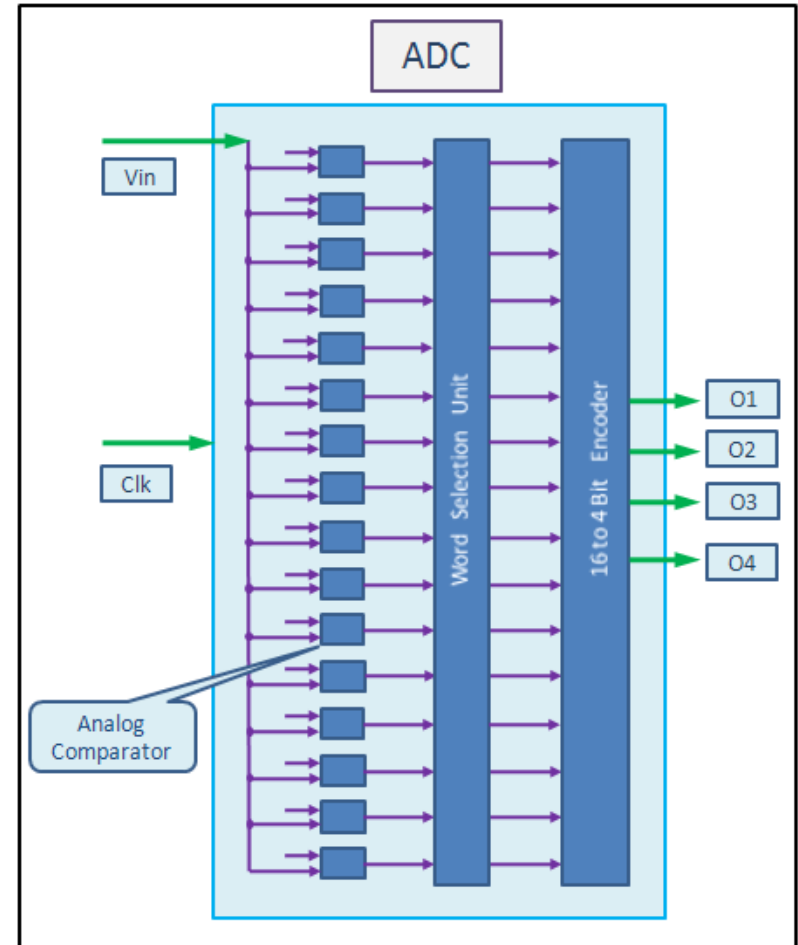 ADC
Vin
Clk
Analog
Comparator
Word Selection Unit
16 to 4 Bit Encoder
O1
O2
O3
O4